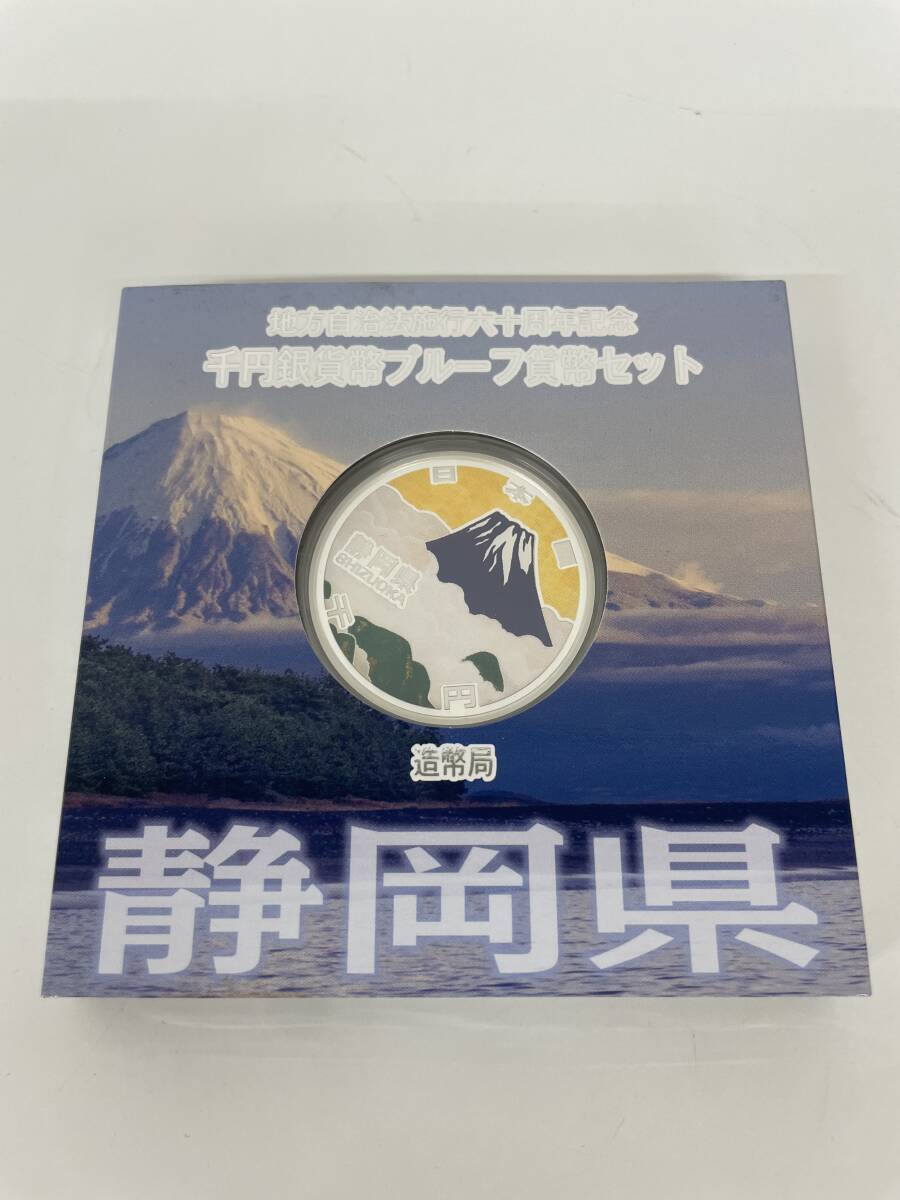 地方自治法施行六十周年記念
千円銀貨幣プルーフ貨幣セット
日本国
静岡県
SHIZUOKA
千円
造幣局
静岡県